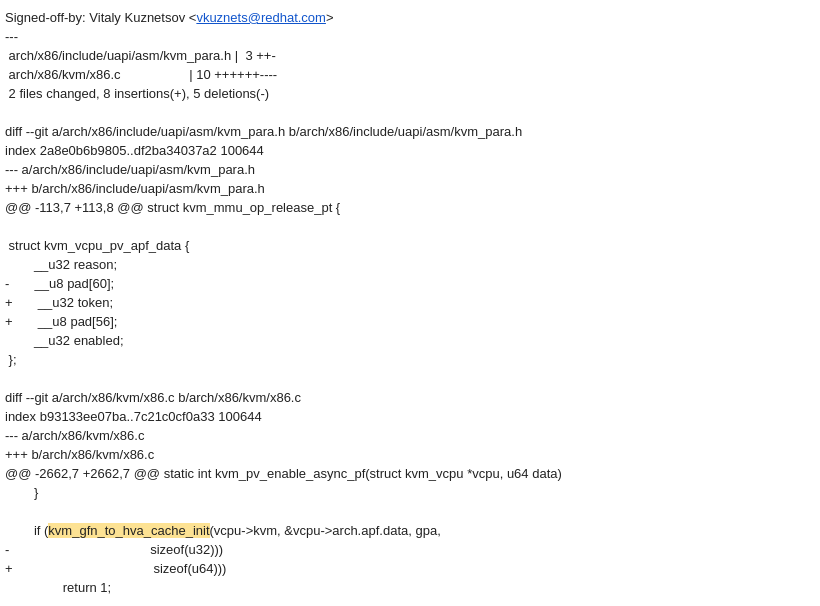 Signed-off-by: Vitaly Kuznetsov <vkuznets@redhat.com>
---
arch/x86/include/uapi/asm/kvm_para.h |  3 ++-
arch/x86/kvm/x86.c                   | 10 ++++++----
2 files changed, 8 insertions(+), 5 deletions(-)

diff --git a/arch/x86/include/uapi/asm/kvm_para.h b/arch/x86/include/uapi/asm/kvm_para.h
index 2a8e0b6b9805..df2ba34037a2 100644
--- a/arch/x86/include/uapi/asm/kvm_para.h
+++ b/arch/x86/include/uapi/asm/kvm_para.h
@@ -113,7 +113,8 @@ struct kvm_mmu_op_release_pt {

 struct kvm_vcpu_pv_apf_data {
        __u32 reason;
-       __u8 pad[60];
+       __u32 token;
+       __u8 pad[56];
        __u32 enabled;
 };

diff --git a/arch/x86/kvm/x86.c b/arch/x86/kvm/x86.c
index b93133ee07ba..7c21c0cf0a33 100644
--- a/arch/x86/kvm/x86.c
+++ b/arch/x86/kvm/x86.c
@@ -2662,7 +2662,7 @@ static int kvm_pv_enable_async_pf(struct kvm_vcpu *vcpu, u64 data)
        }

        if (kvm_gfn_to_hva_cache_init(vcpu->kvm, &vcpu->arch.apf.data, gpa,
-                                       sizeof(u32)))
+                                       sizeof(u64)))
                return 1;